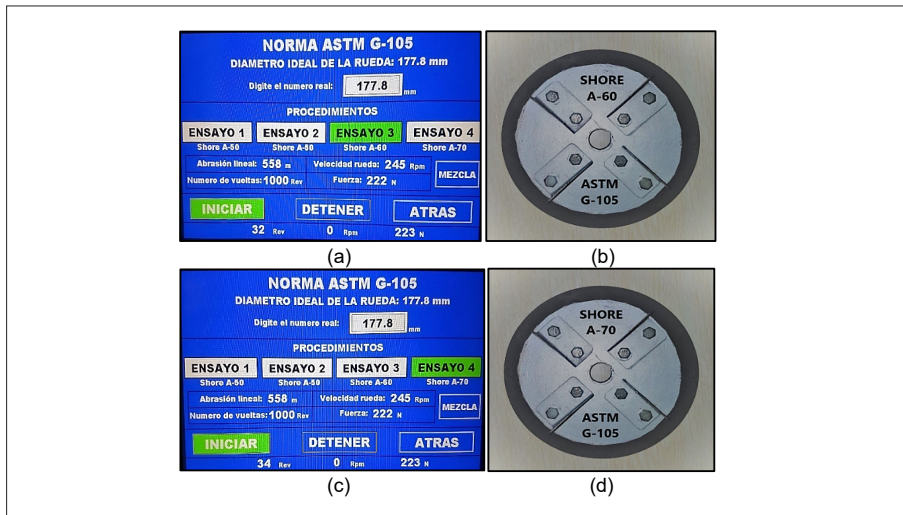 NORMA ASTM G-105
DIAMETRO IDEAL DE LA RUEDA: 177.8 mm
Digite el numero real: 177.8 mm
PROCEDIMIENTOS
ENSAYO 1 ENSAYO 2 ENSAYO 3 ENSAYO 4
Shore A-50 Shore A-50 Shore A-60 Shore A-70
Abrasión lineal: 558 m Velocidad rueda: 245 Rpm
Numero de vueltas: 1000 Rev Fuerza: 222 N
MEZCLA
INICIAR DETENER ATRAS
32 Rev 0 Rpm 223 N
(a)
SHORE
A-60
ASTM
G-105
(b)
NORMA ASTM G-105
DIAMETRO IDEAL DE LA RUEDA: 177.8 mm
Digite el numero real: 177.8 mm
PROCEDIMIENTOS
ENSAYO 1 ENSAYO 2 ENSAYO 3 ENSAYO 4
Shore A-50 Shore A-50 Shore A-60 Shore A-70
Abrasión lineal: 558 m Velocidad rueda: 245 Rpm
Numero de vueltas: 1000 Rev Fuerza: 222 N
MEZCLA
INICIAR DETENER ATRAS
34 Rev 0 Rpm 223 N
(c)
SHORE
A-70
ASTM
G-105
(d)